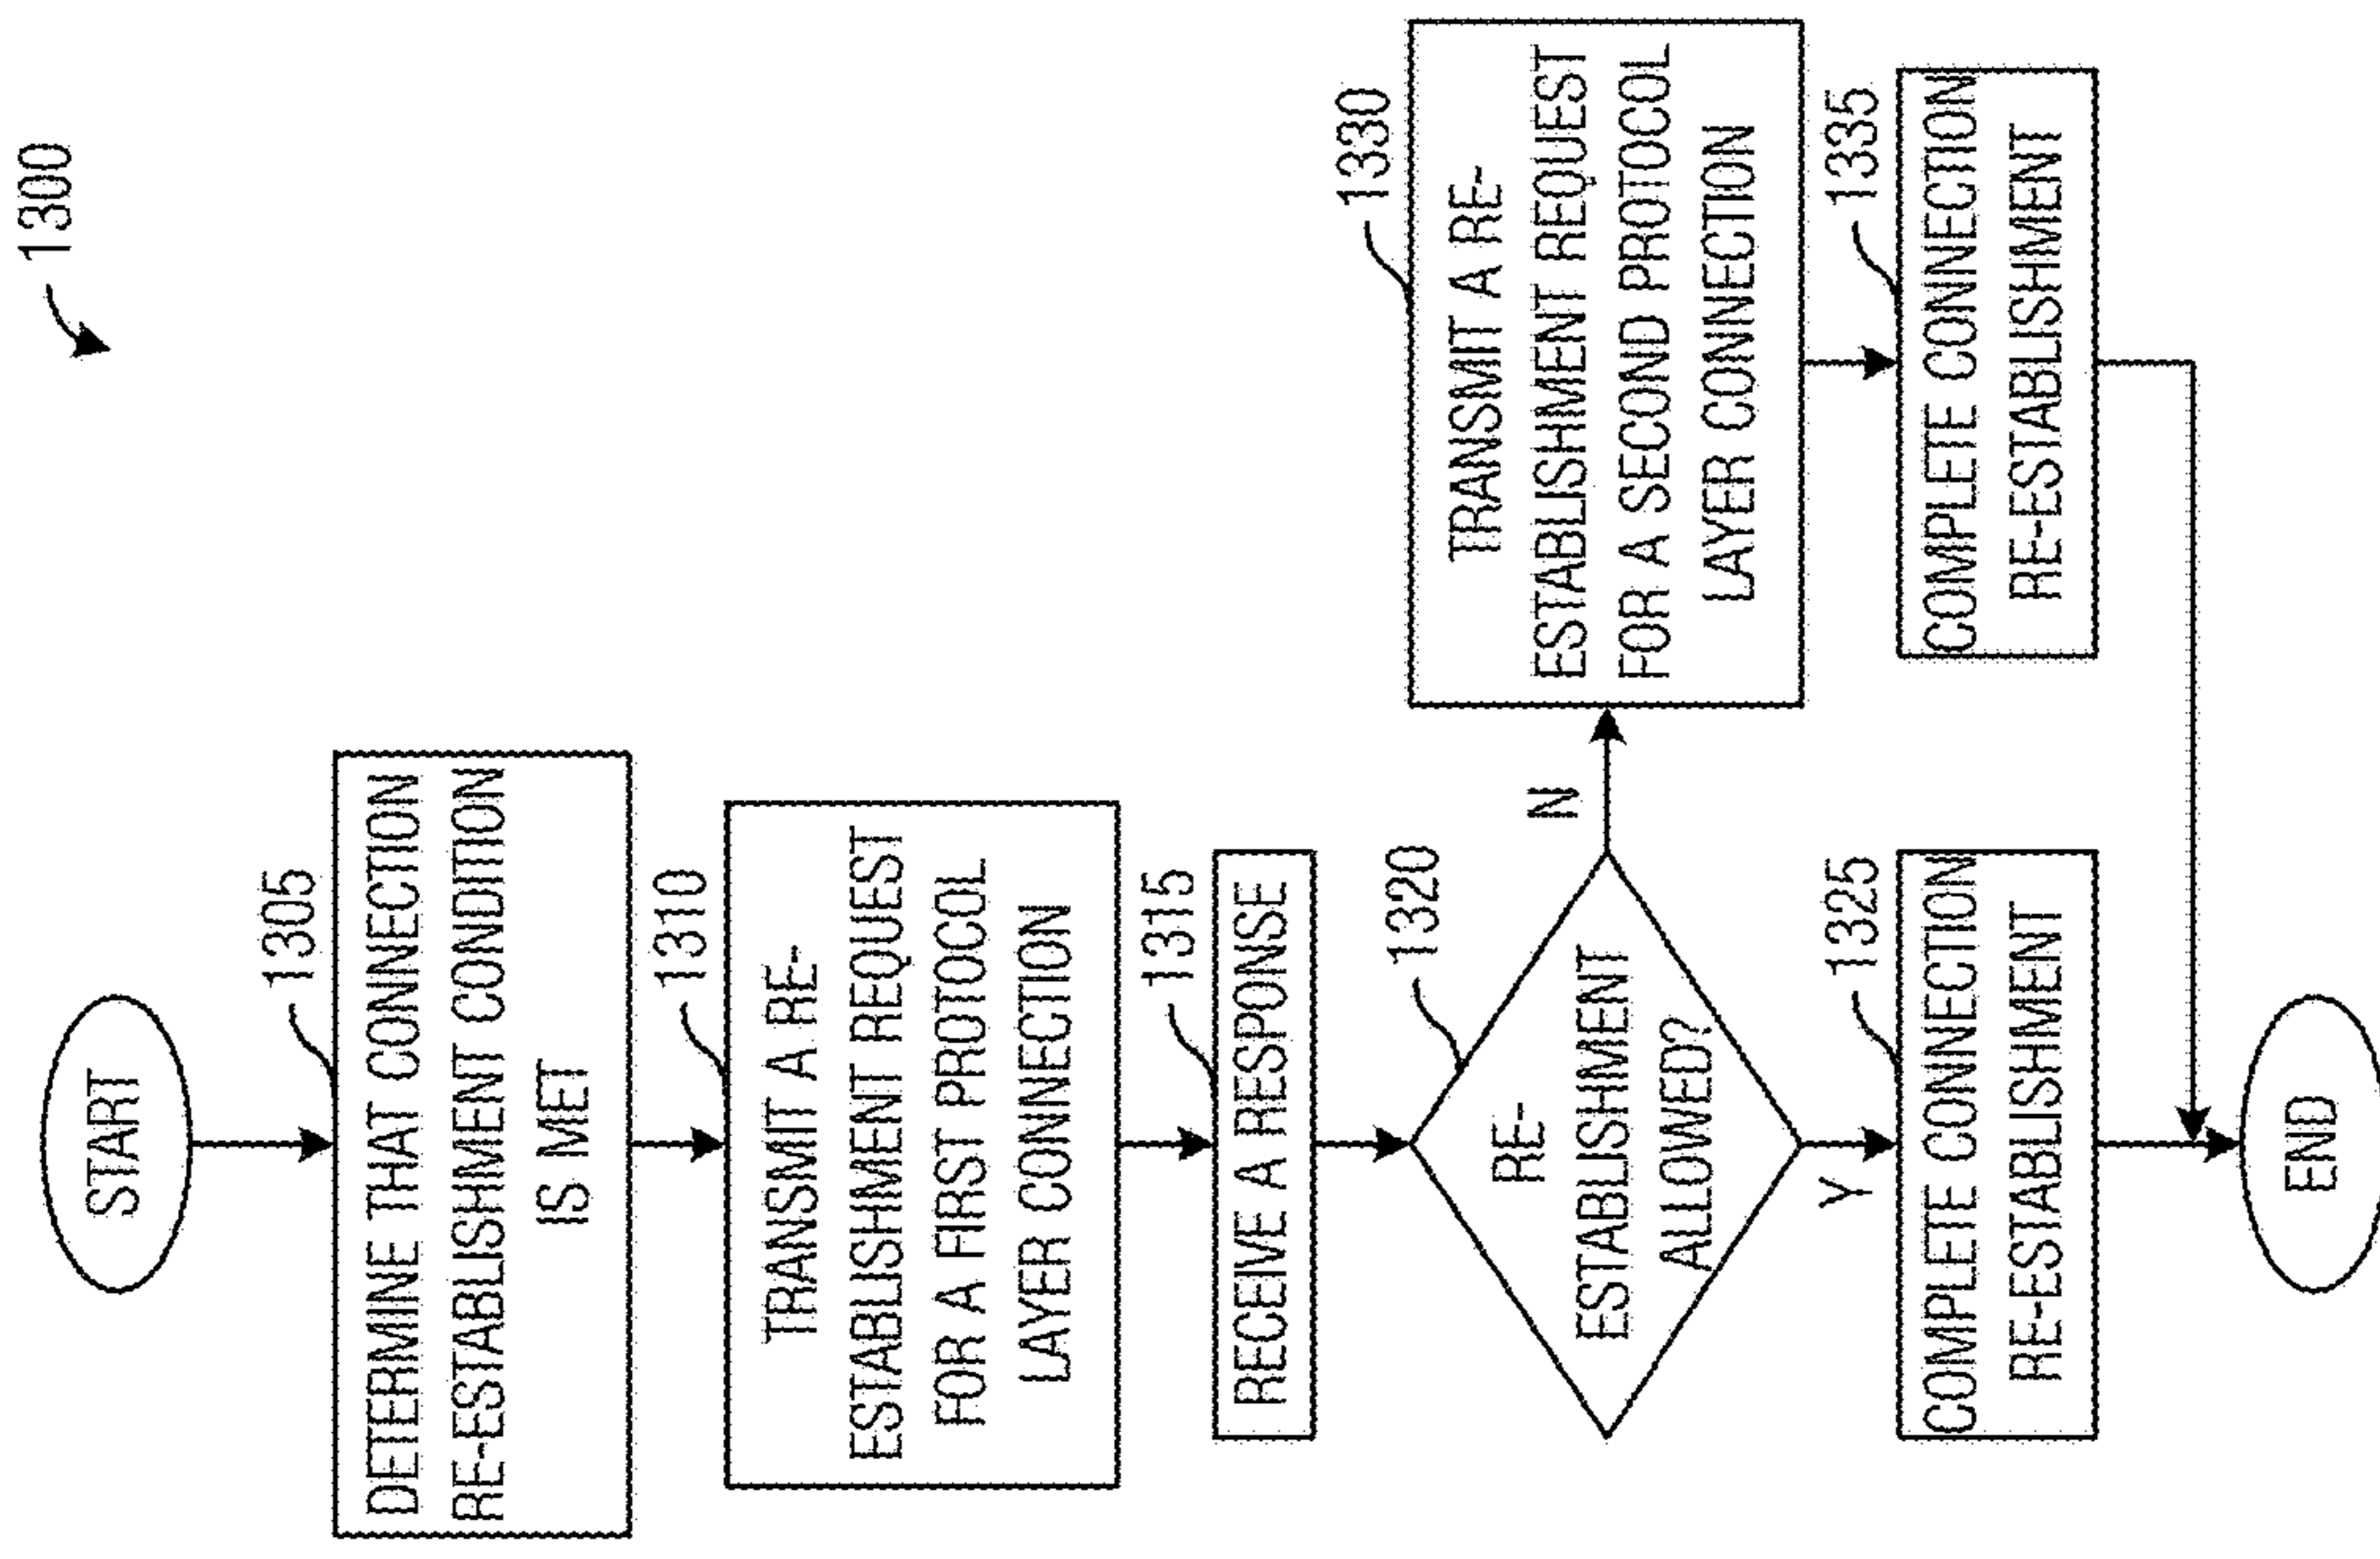 1300
START
1305
DETERMINE THAT CONNECTION
RE-ESTABLISHMENT CONDITION
IS MET
1310
TRANSMIT A RE-
ESTABLISHMENT REQUEST
FOR A FIRST PROTOCOL
LAYER CONNECTION
1315
RECEIVE A RESPONSE
1320
RE-
ESTABLISHMENT
ALLOWED?
Y
1325
COMPLETE CONNECTION
RE-ESTABLISHMENT
N
1330
TRANSMIT A RE-
ESTABLISHMENT REQUEST
FOR A SECOND PROTOCOL
LAYER CONNECTION
1335
COMPLETE CONNECTION
RE-ESTABLISHMENT
END